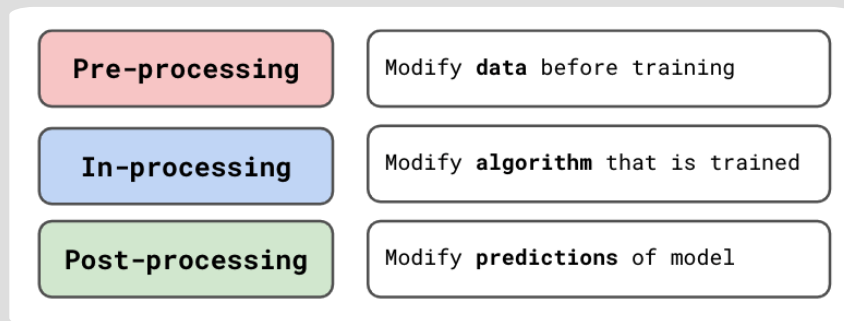 Pre-processing
Modify data before training
In-processing
Modify algorithm that is trained
Post-processing
Modify predictions of model